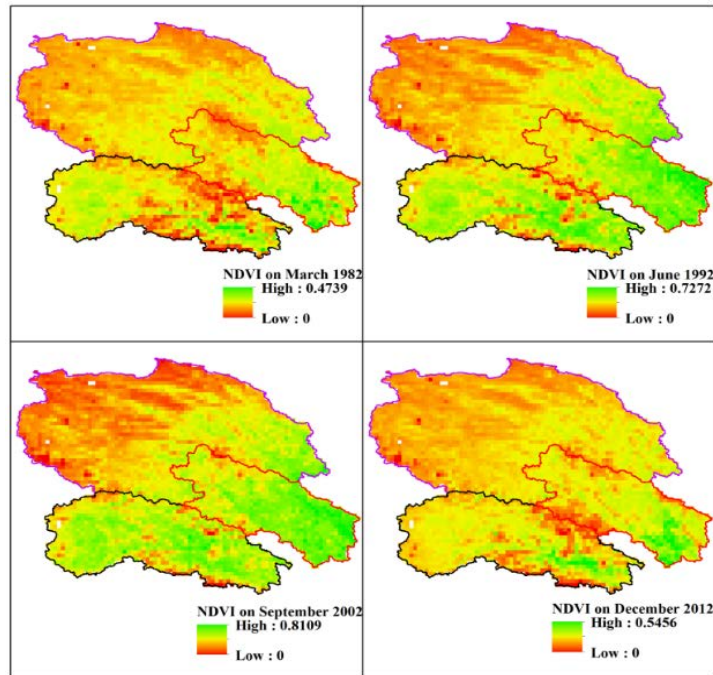 NDVI on March 1982
High : 0.4739
Low : 0
NDVI on June 1992
High : 0.7272
Low : 0
NDVI on September 2002
High : 0.8109
Low : 0
NDVI on December 2012
High : 0.5456
Low : 0